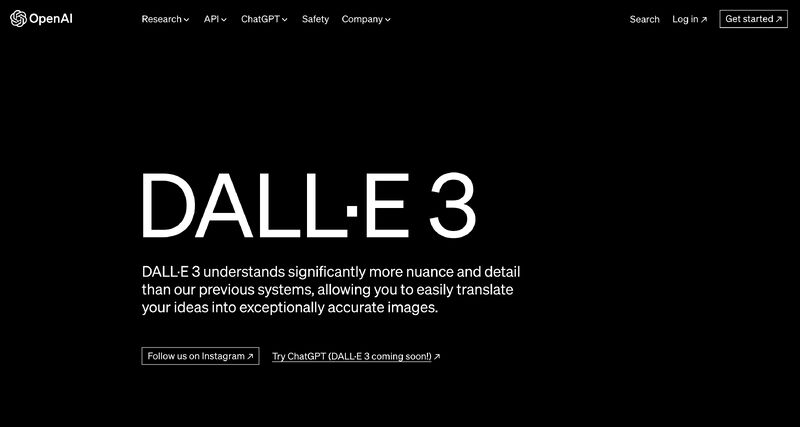 OpenAI
Research
API
ChatGPT
Safety
Company
Search
Log in ↗
Get started ↗
DALL·E 3
DALL·E 3 understands significantly more nuance and detail
than our previous systems, allowing you to easily translate
your ideas into exceptionally accurate images.
Follow us on Instagram ↗
Try ChatGPT (DALL·E 3 coming soon!) ↗